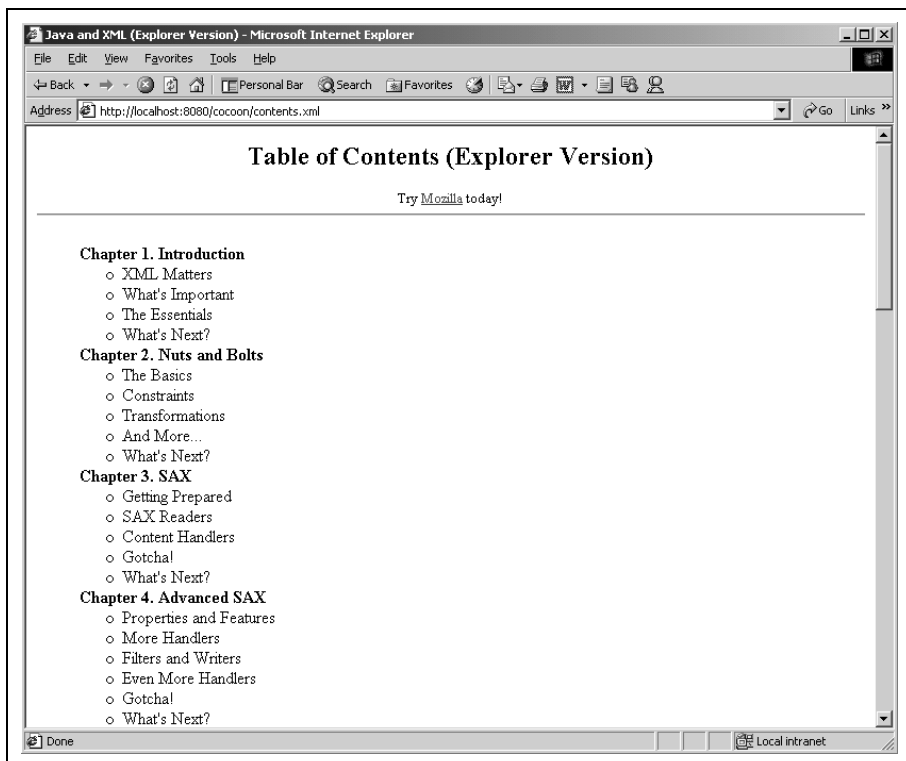 Java and XML (Explorer Version) - Microsoft Internet Explorer
File Edit View Favorites Tools Help
Back Personal Bar Search Favorites
Address http://localhost:8080/cocoon/contents.xml Go Links »
Table of Contents (Explorer Version)
Try Mozilla today!
Chapter 1. Introduction
XML Matters
What's Important
The Essentials
What's Next?
Chapter 2. Nuts and Bolts
The Basics
Constraints
Transformations
And More...
What's Next?
Chapter 3. SAX
Getting Prepared
SAX Readers
Content Handlers
Gotcha!
What's Next?
Chapter 4. Advanced SAX
Properties and Features
More Handlers
Filters and Writers
Even More Handlers
Gotcha!
What's Next?
Done Local intranet